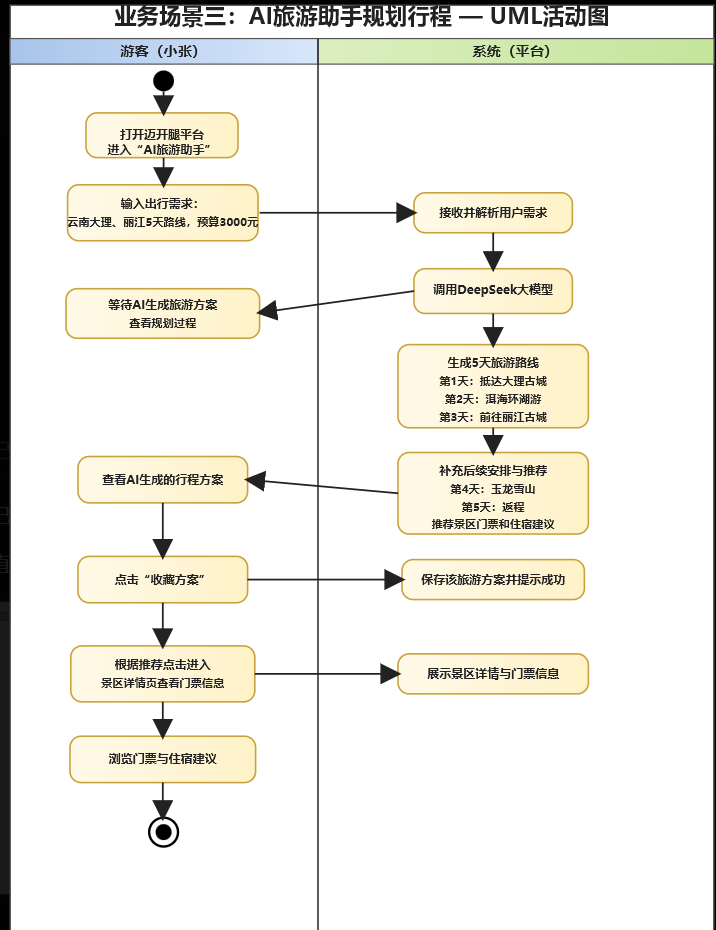 业务场景三：AI旅游助手规划行程 — UML活动图
游客（小张）
系统（平台）
打开迈开腿平台
进入“AI旅游助手”
输入出行需求：
云南大理、丽江5天路线，预算3000元
接收并解析用户需求
调用DeepSeek大模型
等待AI生成旅游方案
查看规划过程
生成5天旅游路线
第1天：抵达大理古城
第2天：洱海环湖游
第3天：前往丽江古城
补充后续安排与推荐
第4天：玉龙雪山
第5天：返程
推荐景区门票和住宿建议
查看AI生成的行程方案
点击“收藏方案”
保存该旅游方案并提示成功
根据推荐点击进入
景区详情页查看门票信息
展示景区详情与门票信息
浏览门票与住宿建议